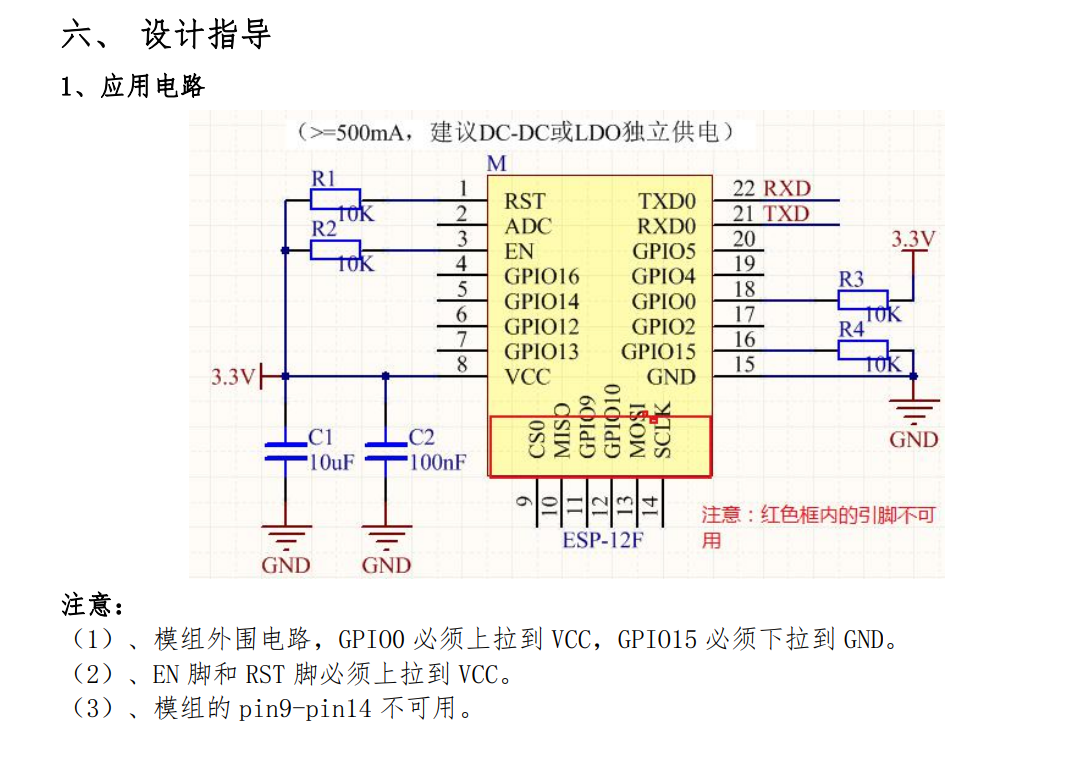 六、 设计指导
1、应用电路
（>=500mA，建议DC-DC或LDO独立供电）
M
R1
10K
R2
10K
1
2
3
4
5
6
7
8
RST
ADC
EN
GPIO16
GPIO14
GPIO12
GPIO13
VCC
TXD0
RXD0
GPIO5
GPIO4
GPIO0
GPIO2
GPIO15
GND
22 RXD
21 TXD
20
19
18
17
16
15
3.3V
R3
10K
R4
10K
GND
3.3V
C1
10uF
C2
100nF
GND
GND
CS0
MISO
GPIO9
GPIO10
MOSI
SCLK
9
10
11
12
13
14
ESP-12F
注意：红色框内的引脚不可
用
注意：
（1）、模组外围电路，GPIO0 必须上拉到 VCC，GPIO15 必须下拉到 GND。
（2）、EN 脚和 RST 脚必须上拉到 VCC。
（3）、模组的 pin9-pin14 不可用。